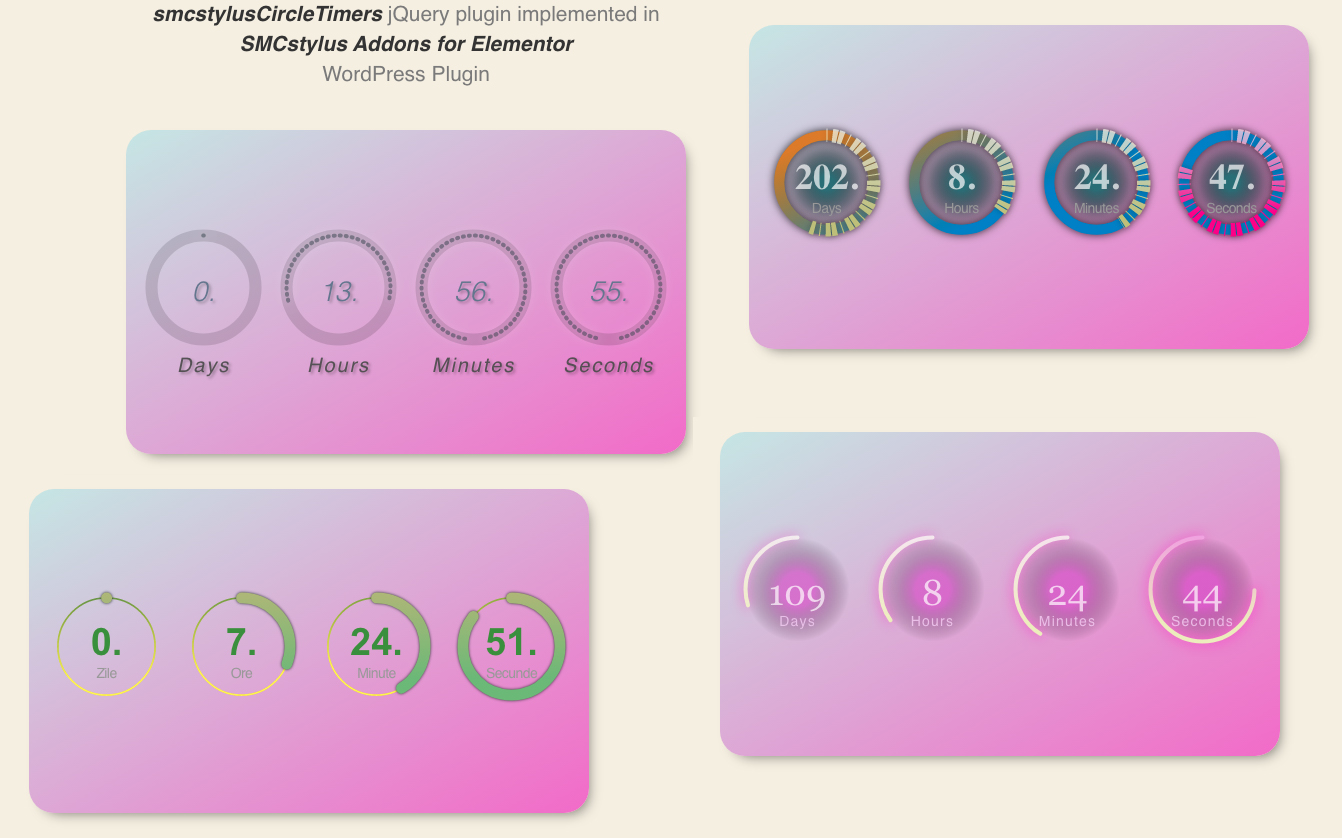 smcstylusCircleTimers jQuery plugin implemented in
SMCstylus Addons for Elementor
WordPress Plugin
0. 13. 56. 55.
Days Hours Minutes Seconds
202. 8. 24. 47.
Days Hours Minutes Seconds
0. 7. 24. 51.
Zile Ore Minute Secunde
109 8 24 44
Days Hours Minutes Seconds